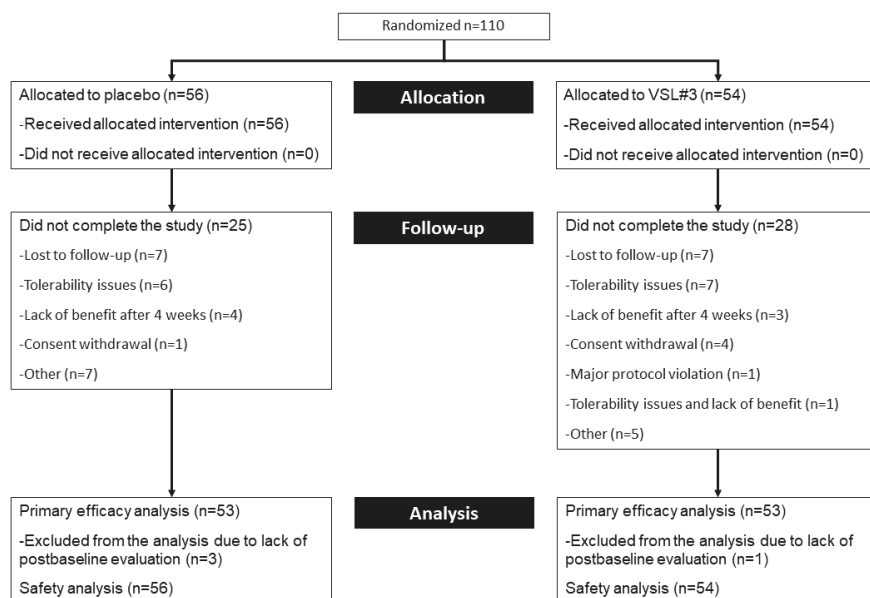 Randomized n=110
Allocated to placebo (n=56)
-Received allocated intervention (n=56)
-Did not receive allocated intervention (n=0)
Allocation
Allocated to VSL#3 (n=54)
-Received allocated intervention (n=54)
-Did not receive allocated intervention (n=0)
Did not complete the study (n=25)
-Lost to follow-up (n=7)
-Tolerability issues (n=6)
-Lack of benefit after 4 weeks (n=4)
-Consent withdrawal (n=1)
-Other (n=7)
Follow-up
Did not complete the study (n=28)
-Lost to follow-up (n=7)
-Tolerability issues (n=7)
-Lack of benefit after 4 weeks (n=3)
-Consent withdrawal (n=4)
-Major protocol violation (n=1)
-Tolerability issues and lack of benefit (n=1)
-Other (n=5)
Primary efficacy analysis (n=53)
-Excluded from the analysis due to lack of
postbaseline evaluation (n=3)
Safety analysis (n=56)
Analysis
Primary efficacy analysis (n=53)
-Excluded from the analysis due to lack of
postbaseline evaluation (n=1)
Safety analysis (n=54)